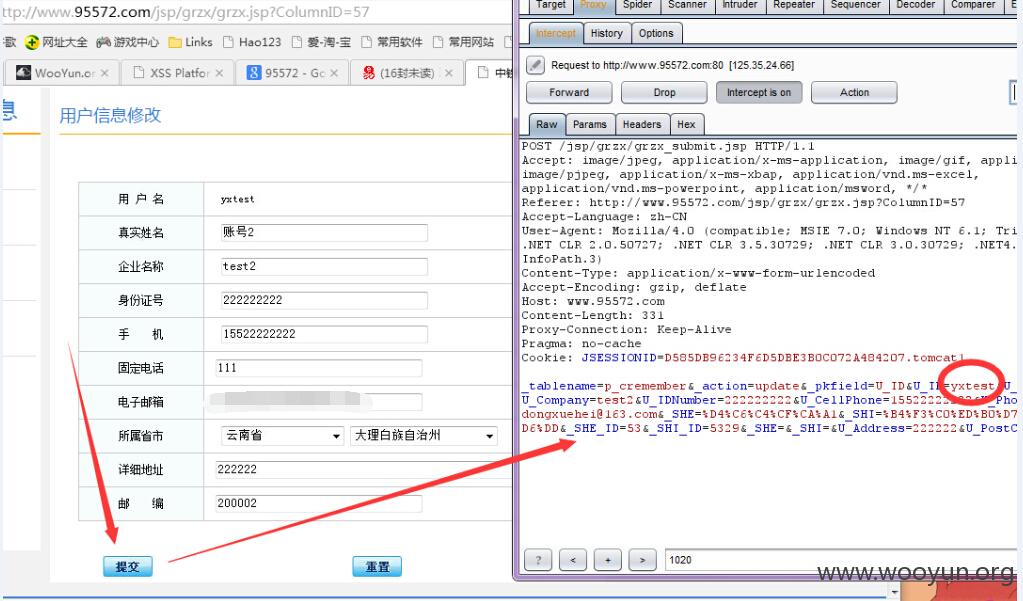 ttp://www.95572.com/jsp/grzx/grzx.jsp?ColumnID=57
歌 网址大全 游戏中心 Links Hao123 爱-淘-宝 常用软件 常用网站
WooYun.or XSS Platfor 95572 - Go (16封未读) 中铁
息
用户信息修改
用 户 名 yxtest
真实姓名 账号2
企业名称 test2
身份证号 222222222
手 机 15522222222
固定电话 111
电子邮箱
所属省市 云南省 大理白族自治州
详细地址 222222
邮 编 200002
提交 重置
Target Proxy Spider Scanner Intruder Repeater Sequencer Decoder Comparer E
Intercept History Options
Request to http://www.95572.com:80 [125.35.24.66]
Forward Drop Intercept is on Action
Raw Params Headers Hex
POST /jsp/grzx/grzx_submit.jsp HTTP/1.1
Accept: image/jpeg, application/x-ms-application, image/gif, appli
image/pjpeg, application/x-ms-xbap, application/vnd.ms-excel,
application/vnd.ms-powerpoint, application/msword, */*
Referer: http://www.95572.com/jsp/grzx/grzx.jsp?ColumnID=57
Accept-Language: zh-CN
User-Agent: Mozilla/4.0 (compatible; MSIE 7.0; Windows NT 6.1; Tri
.NET CLR 2.0.50727; .NET CLR 3.5.30729; .NET CLR 3.0.30729; .NET4.
InfoPath.3)
Content-Type: application/x-www-form-urlencoded
Accept-Encoding: gzip, deflate
Host: www.95572.com
Content-Length: 331
Proxy-Connection: Keep-Alive
Pragma: no-cache
Cookie: JSESSIONID=D585DB96234F6D5DBE3B0C072A484207.tomcat1
_tablename=p_cremember&_action=update&_pkfield=U_ID&U_ID=yxtest&U_
U_Company=test2&U_IDNumber=222222222&U_CellPhone=15522222222&U_Pho
dongxuehei@163.com&_SHE=%D4%C6%C4%CF%CA%A1&_SHI=%B4%F3%C0%ED%B0%D7
D6%DD&_SHE_ID=53&_SHI_ID=5329&_SHE=&_SHI=&U_Address=222222&U_PostC
? < + > 1020
www.wooyun.org